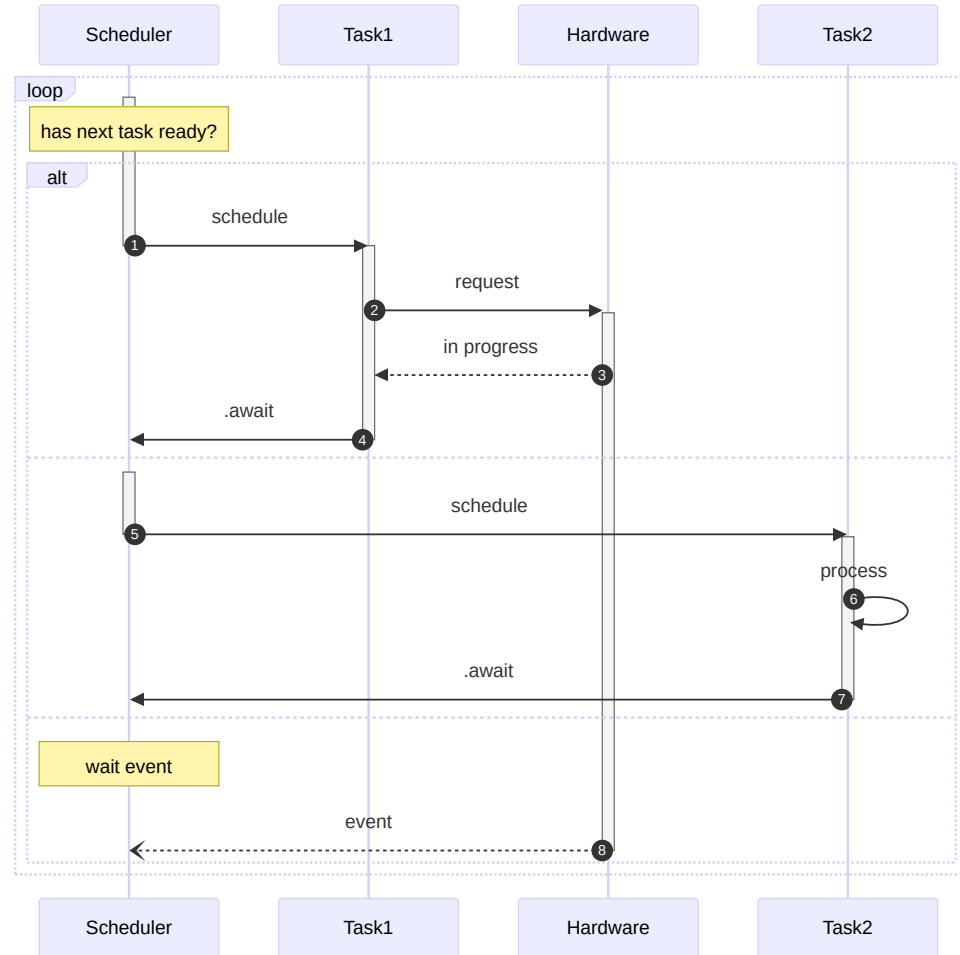 Scheduler
Task1
Hardware
Task2
loop
has next task ready?
alt
schedule
1
request
2
in progress
3
.await
4
schedule
5
process
6
.await
7
wait event
event
8
Scheduler
Task1
Hardware
Task2